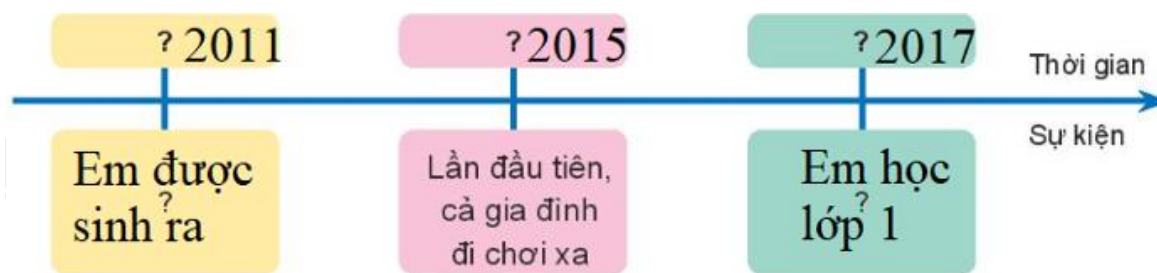 ? 2011
? 2015
? 2017
Thời gian
Sự kiện
Em được
?
sinh ra
Lần đầu tiên,
cả gia đình
đi chơi xa
Em học
?
lớp 1